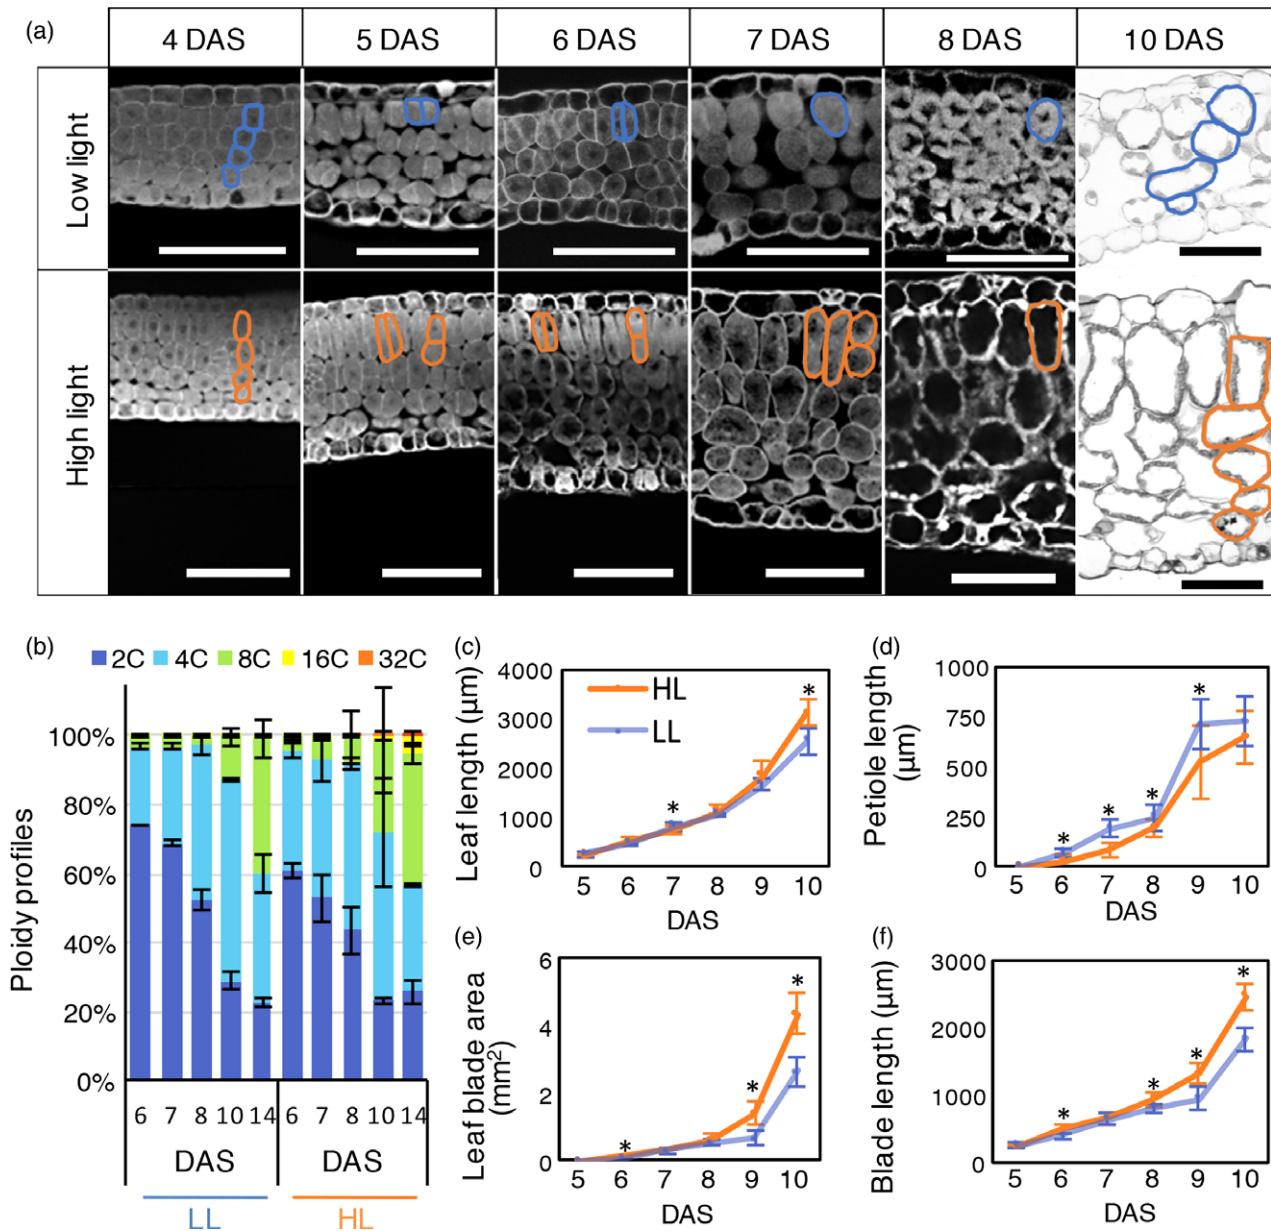 (a)
4 DAS 5 DAS 6 DAS 7 DAS 8 DAS 10 DAS
Low light
High light
(b)
2C 4C 8C 16C 32C
Ploidy profiles
100%
80%
60%
40%
20%
0%
6 7 8 10 14 6 7 8 10 14
DAS DAS
LL HL
(c)
Leaf length (µm)
4000
3000
2000
1000
0
HL
LL
*
*
5 6 7 8 9 10
DAS
(d)
Petiole length
(µm)
1000
750
500
250
0
* * * *
5 6 7 8 9 10
DAS
(e)
Leaf blade area
(mm²)
6
4
2
0
* * *
5 6 7 8 9 10
DAS
(f)
Blade length (µm)
3000
2000
1000
0
* * * *
5 6 7 8 9 10
DAS